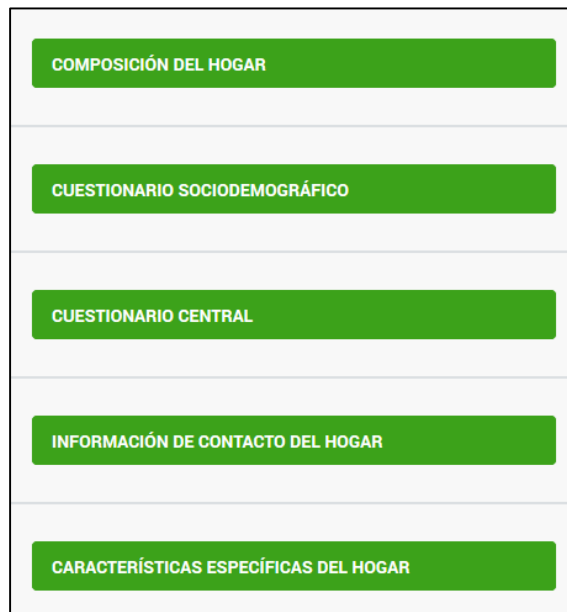 COMPOSICIÓN DEL HOGAR
CUESTIONARIO SOCIODEMOGRÁFICO
CUESTIONARIO CENTRAL
INFORMACIÓN DE CONTACTO DEL HOGAR
CARACTERÍSTICAS ESPECÍFICAS DEL HOGAR